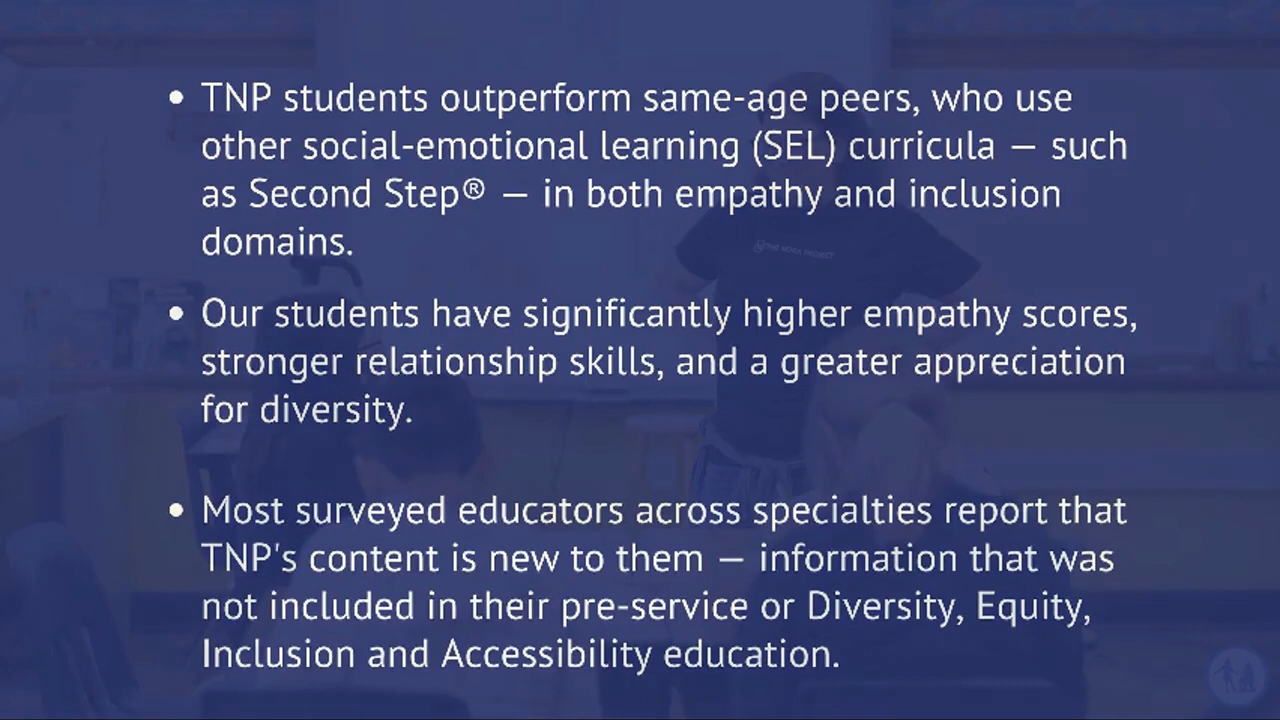 • TNP students outperform same-age peers, who use
other social-emotional learning (SEL) curricula — such
as Second Step® — in both empathy and inclusion
domains.
• Our students have significantly higher empathy scores,
stronger relationship skills, and a greater appreciation
for diversity.
• Most surveyed educators across specialties report that
TNP's content is new to them — information that was
not included in their pre-service or Diversity, Equity,
Inclusion and Accessibility education.